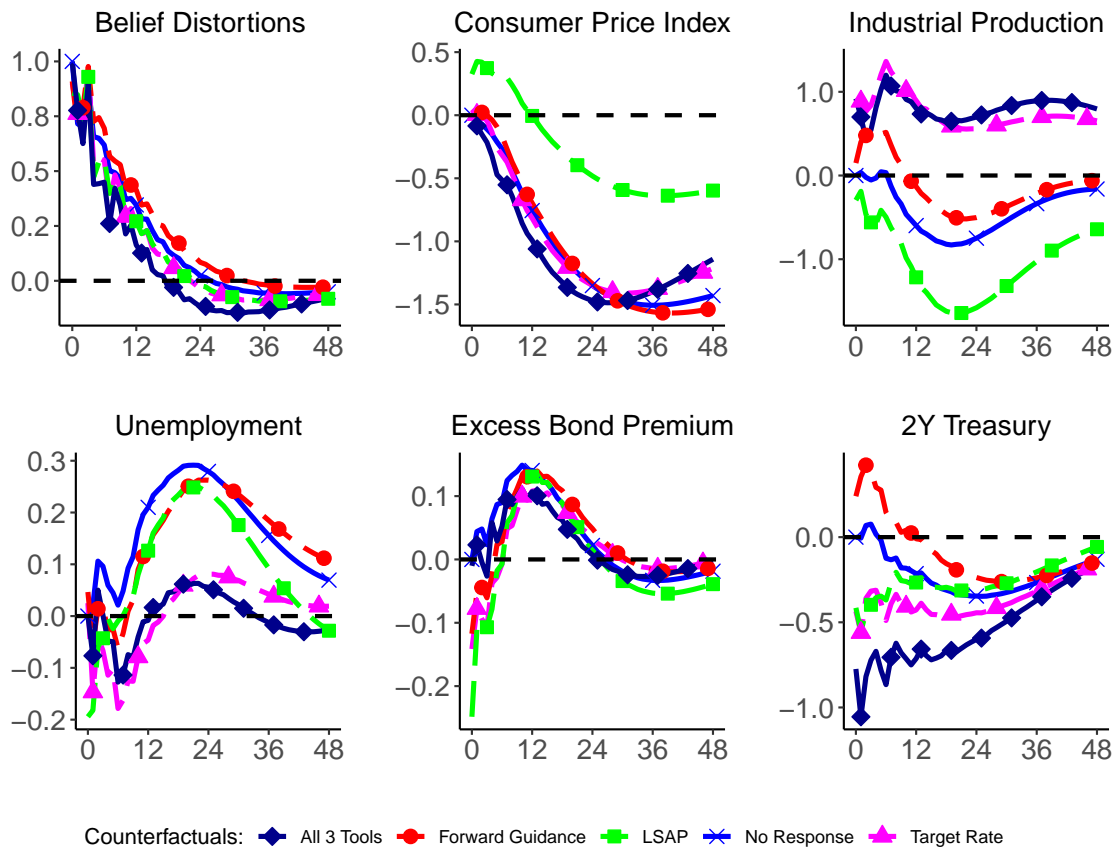 Belief Distortions
Consumer Price Index
Industrial Production
1.0
0.8
0.5
0.2
0.0
0 12 24 36 48
0.5
0.0
−0.5
−1.0
−1.5
0 12 24 36 48
1.0
0.0
−1.0
0 12 24 36 48
Unemployment
Excess Bond Premium
2Y Treasury
0.3
0.2
0.1
0.0
−0.1
−0.2
0 12 24 36 48
0.1
0.0
−0.1
−0.2
0 12 24 36 48
0.0
−0.5
−1.0
0 12 24 36 48
Counterfactuals: All 3 Tools Forward Guidance LSAP No Response Target Rate